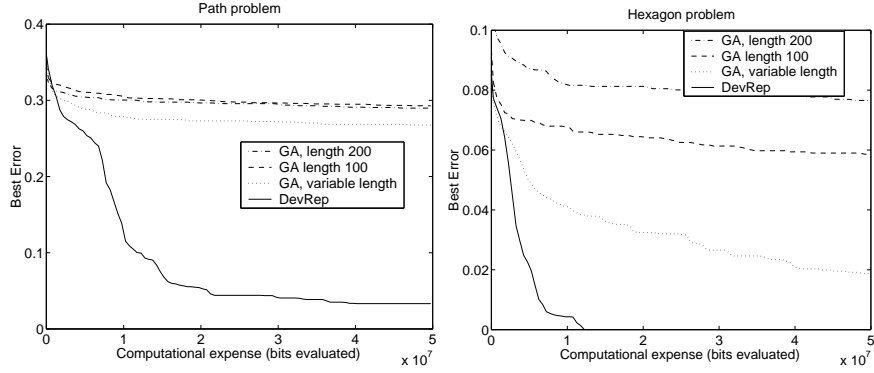 Path problem
0.4
0.3
0.2
0.1
0
Best Error
GA, length 200
GA length 100
GA, variable length
DevRep
0 1 2 3 4 5
Computational expense (bits evaluated)
x 10^7
Hexagon problem
0.1
0.08
0.06
0.04
0.02
0
Best Error
GA, length 200
GA length 100
GA, variable length
DevRep
0 1 2 3 4 5
Computational expense (bits evaluated)
x 10^7